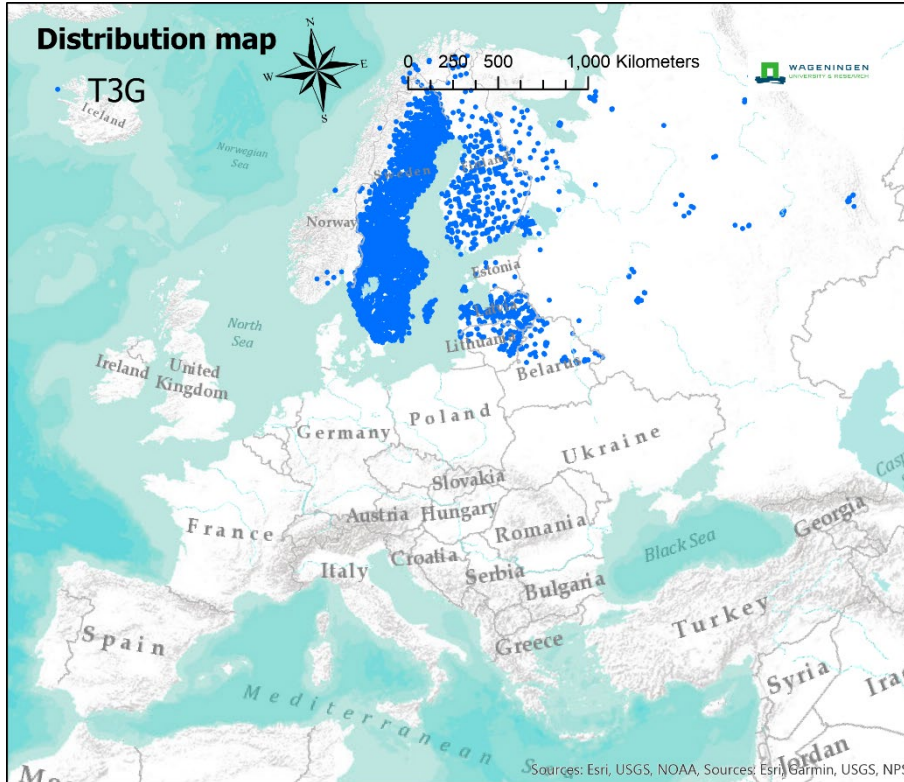 Distribution map
T3G
N
W
E
S
0 250 500 1,000 Kilometers
WAGENINGEN
UNIVERSITY & RESEARCH
Iceland
Norwegian
Sea
Sweden
Finland
Norway
Estonia
Latvia
North
Sea
Lithuania
Belarus
Ireland
United
Kingdom
Poland
Germany
Ukraine
Slovakia
Austria
Hungary
France
Romania
Georgia
Black Sea
Croatia
Italy
Serbia
Bulgaria
Turkey
Spain
Greece
Syria
Mediterranean
Jordan
Sources: Esri, USGS, NOAA, Sources: Esri, Garmin, USGS, NPS